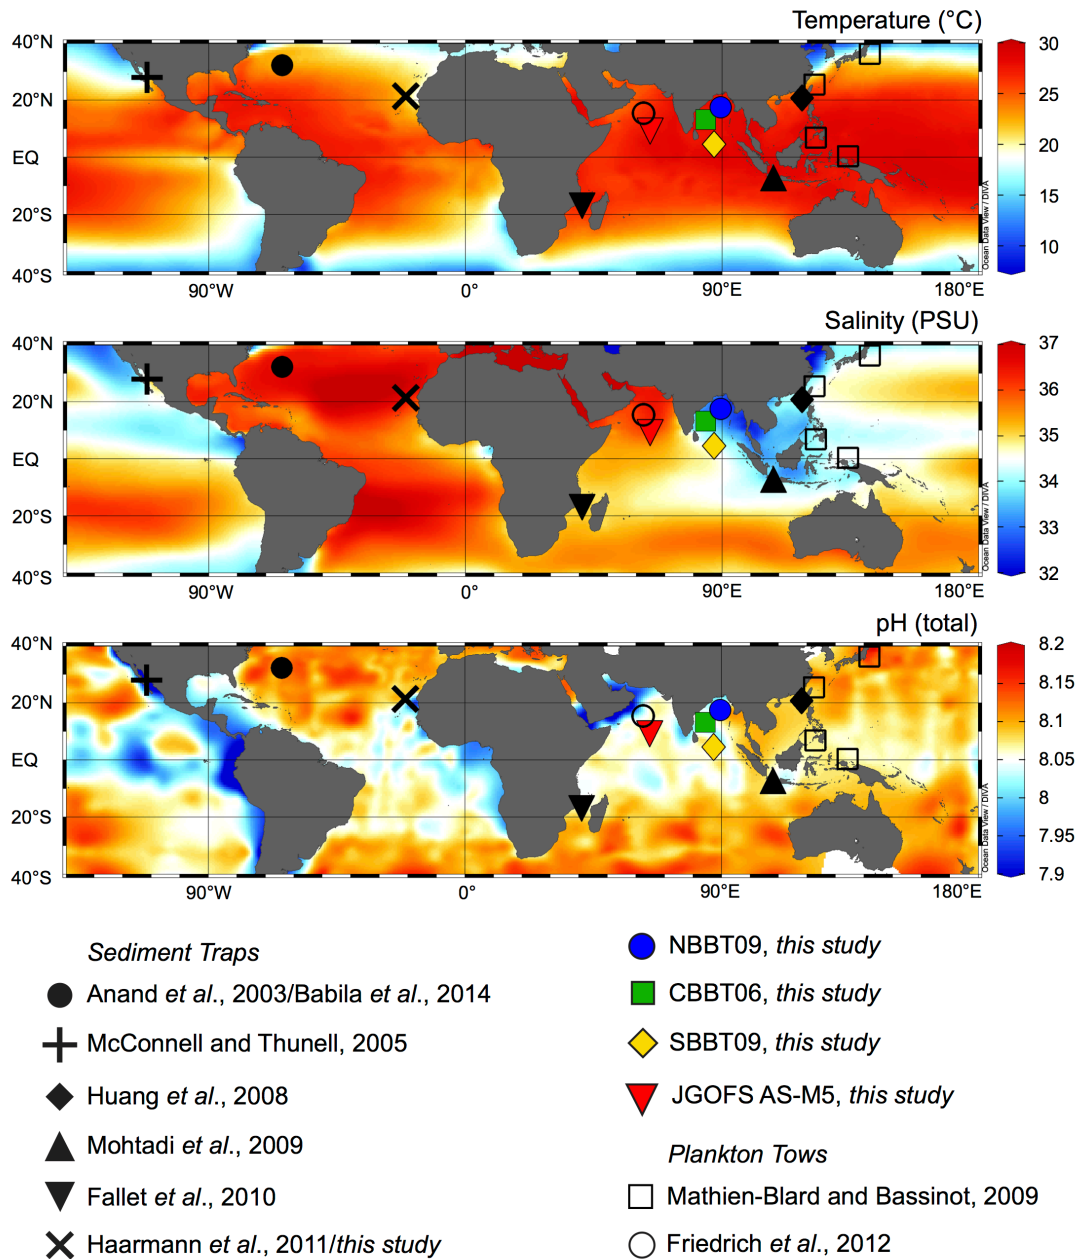 Temperature (°C)
40°N
20°N
EQ
20°S
40°S
90°W
0°
90°E
180°E
30
25
20
15
10
Ocean Data View / DIVA
Salinity (PSU)
40°N
20°N
EQ
20°S
40°S
90°W
0°
90°E
180°E
37
36
35
34
33
32
Ocean Data View / DIVA
pH (total)
40°N
20°N
EQ
20°S
40°S
90°W
0°
90°E
180°E
8.2
8.15
8.1
8.05
8
7.95
7.9
Ocean Data View / DIVA
Sediment Traps
Anand et al., 2003/Babila et al., 2014
McConnell and Thunell, 2005
Huang et al., 2008
Mohtadi et al., 2009
Fallet et al., 2010
Haarmann et al., 2011/this study
NBBT09, this study
CBBT06, this study
SBBT09, this study
JGOFS AS-M5, this study
Plankton Tows
Mathien-Blard and Bassinot, 2009
Friedrich et al., 2012